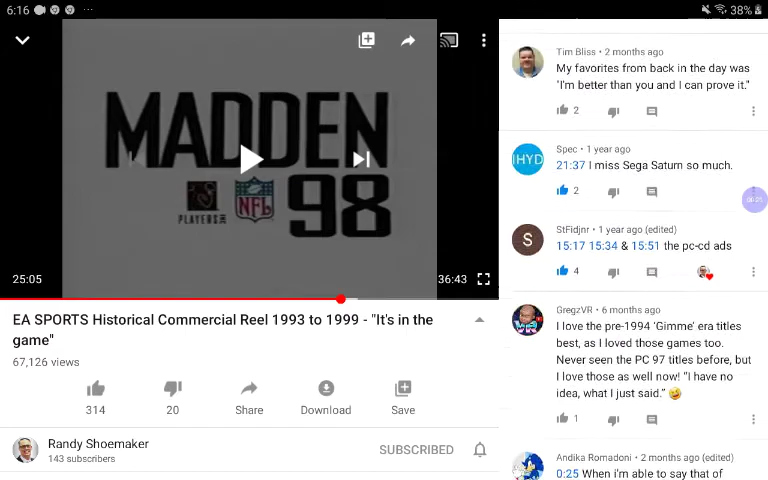 6:16
38%
MADDEN
PLAYERS
NFL
98
25:05
36:43
EA SPORTS Historical Commercial Reel 1993 to 1999 - "It's in the
game"
67,126 views
314
20
Share
Download
Save
Randy Shoemaker
143 subscribers
SUBSCRIBED
Tim Bliss • 2 months ago
My favorites from back in the day was
"I'm better than you and I can prove it."
2
IHYD
Spec • 1 year ago
21:37 I miss Sega Saturn so much.
2
S
StFidjnr • 1 year ago (edited)
15:17 15:34 & 15:51 the pc-cd ads
4
GregzVR • 6 months ago
I love the pre-1994 'Gimme' era titles
best, as I loved those games too.
Never seen the PC 97 titles before, but
I love those as well now! "I have no
idea, what I just said." 🤣
1
Andika Romadoni • 2 months ago (edited)
0:25 When i'm able to say that of